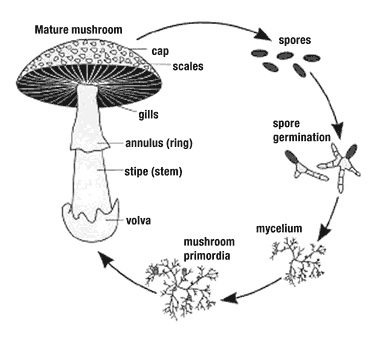 Mature mushroom
cap
scales
gills
annulus (ring)
stipe (stem)
volva
spores
spore
germination
mycelium
mushroom
primordia